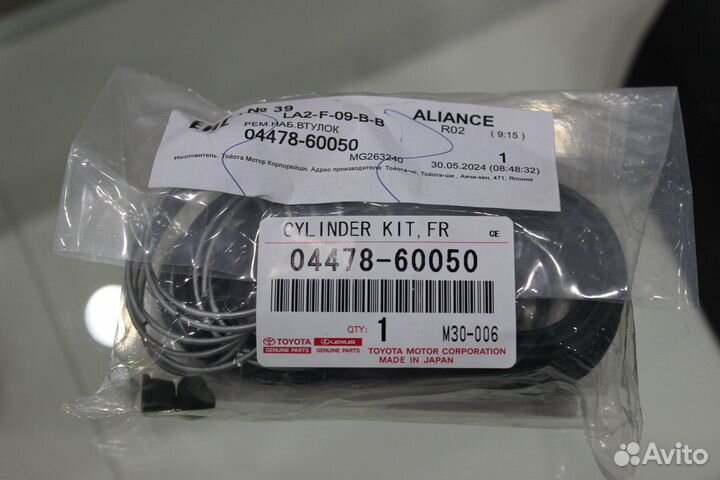 № 39
LA2-F-09-B-B
ALLIANCE
R02
(9:15)
РЕМ.НАБ.ВТУЛОК
04478-60050
MG263240
1
30.05.2024 (08:48:32)
Изготовитель: Тойота Мотор Корпорейшн. Адрес производителя: Тойота-чо, Тойота-ши , Аичи-кен, 471, Япония
CYLINDER KIT, FR
CE
04478-60050
QTY: 1
M30-006
TOYOTA LEXUS
GENUINE PARTS GENUINE PARTS
TOYOTA MOTOR CORPORATION
MADE IN JAPAN
Avito